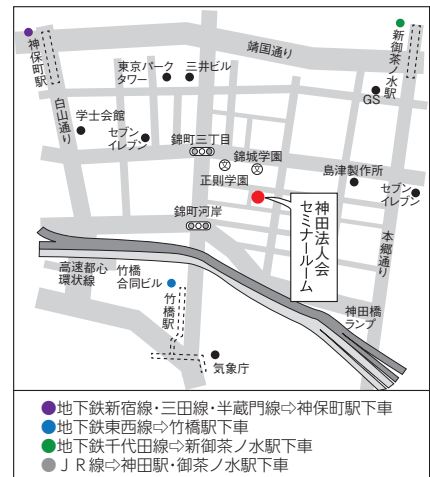 神保町駅
靖国通り
新御茶ノ水駅
東京パーク
タワー
三井ビル
GS
白山通り
学士会館
セブン
イレブン
錦町三丁目
錦城学園
正則学園
島津製作所
セブン
イレブン
錦町河岸
神田法人会
セミナールーム
本郷通り
高速都心
環状線
竹橋
合同ビル
竹橋駅
神田橋
ランプ
気象庁
●地下鉄新宿線・三田線・半蔵門線⇨神保町駅下車
●地下鉄東西線⇨竹橋駅下車
●地下鉄千代田線⇨新御茶ノ水駅下車
●ＪＲ線⇨神田駅・御茶ノ水駅下車